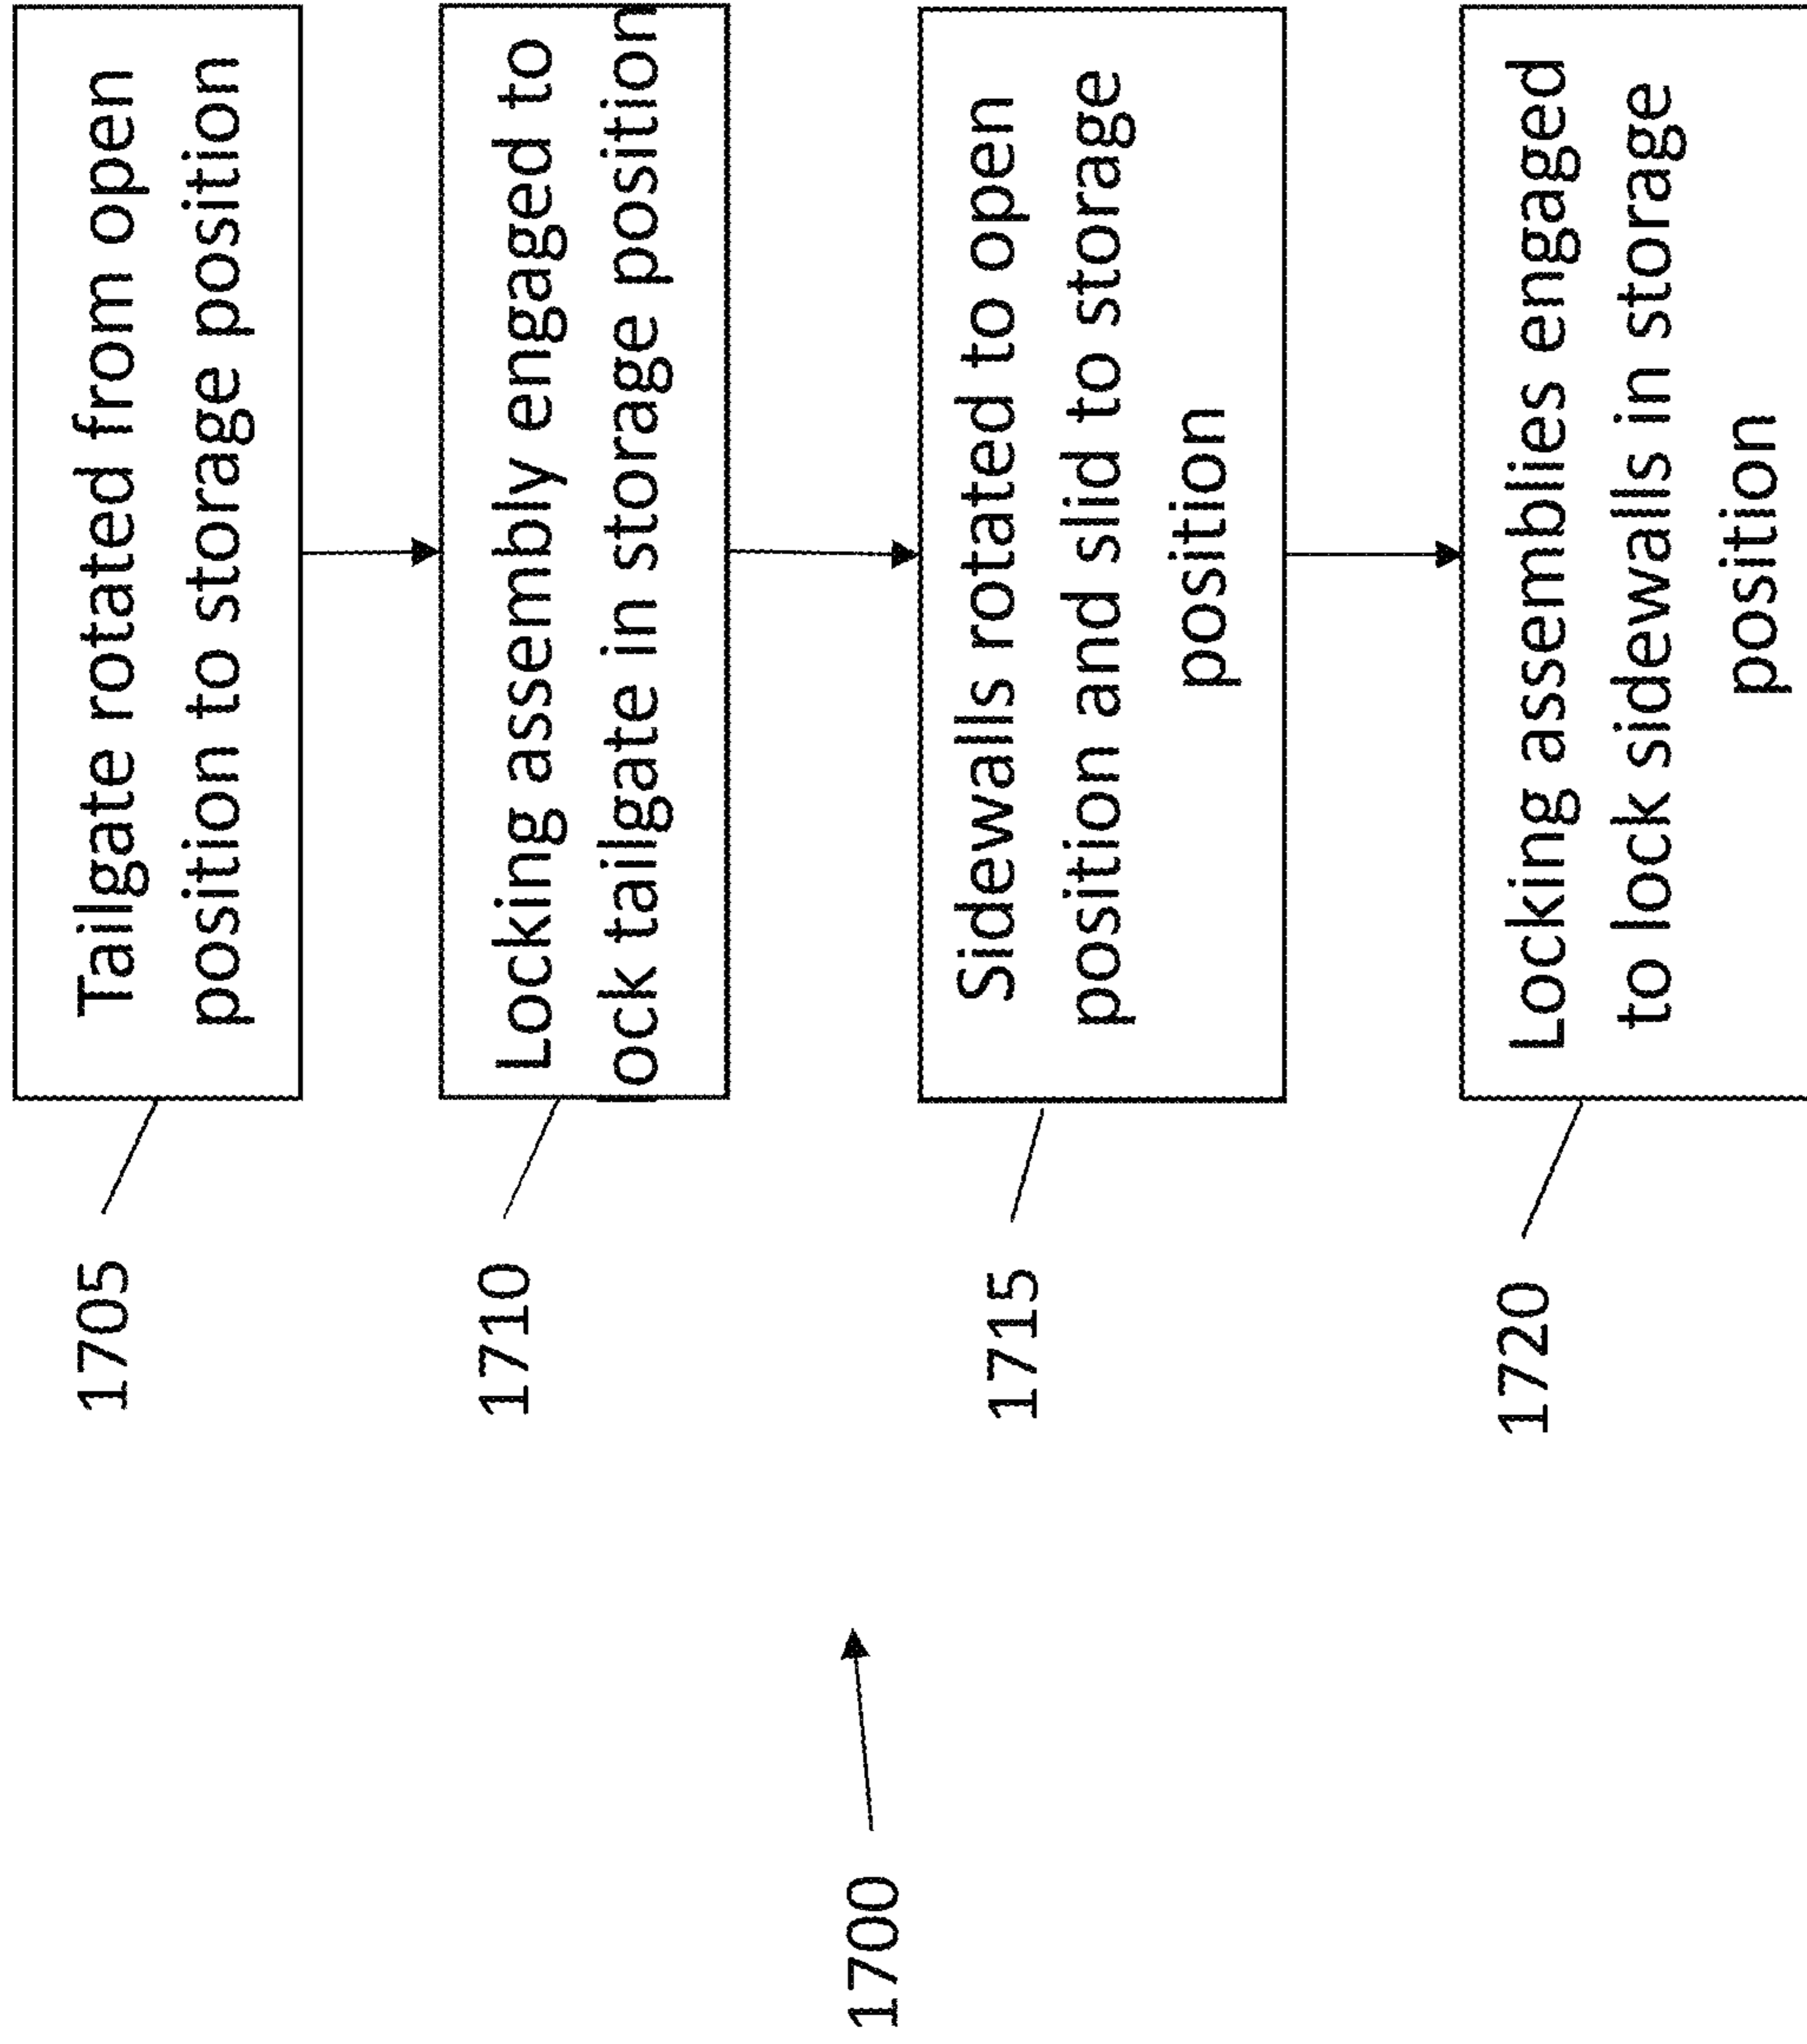 1700
1705
Tailgate rotated from open
position to storage position
1710
Locking assembly engaged to
lock tailgate in storage position
1715
Sidewalls rotated to open
position and slid to storage
position
1720
Locking assemblies engaged
to lock sidewalls in storage
position